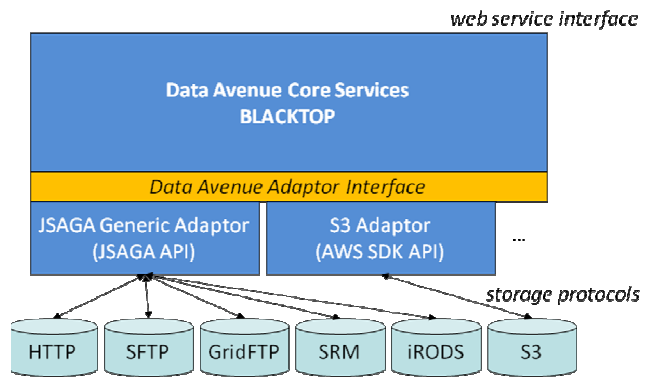 web service interface
Data Avenue Core Services
BLACKTOP
Data Avenue Adaptor Interface
JSAGA Generic Adaptor
(JSAGA API)
S3 Adaptor
(AWS SDK API)
...
storage protocols
HTTP
SFTP
GridFTP
SRM
iRODS
S3